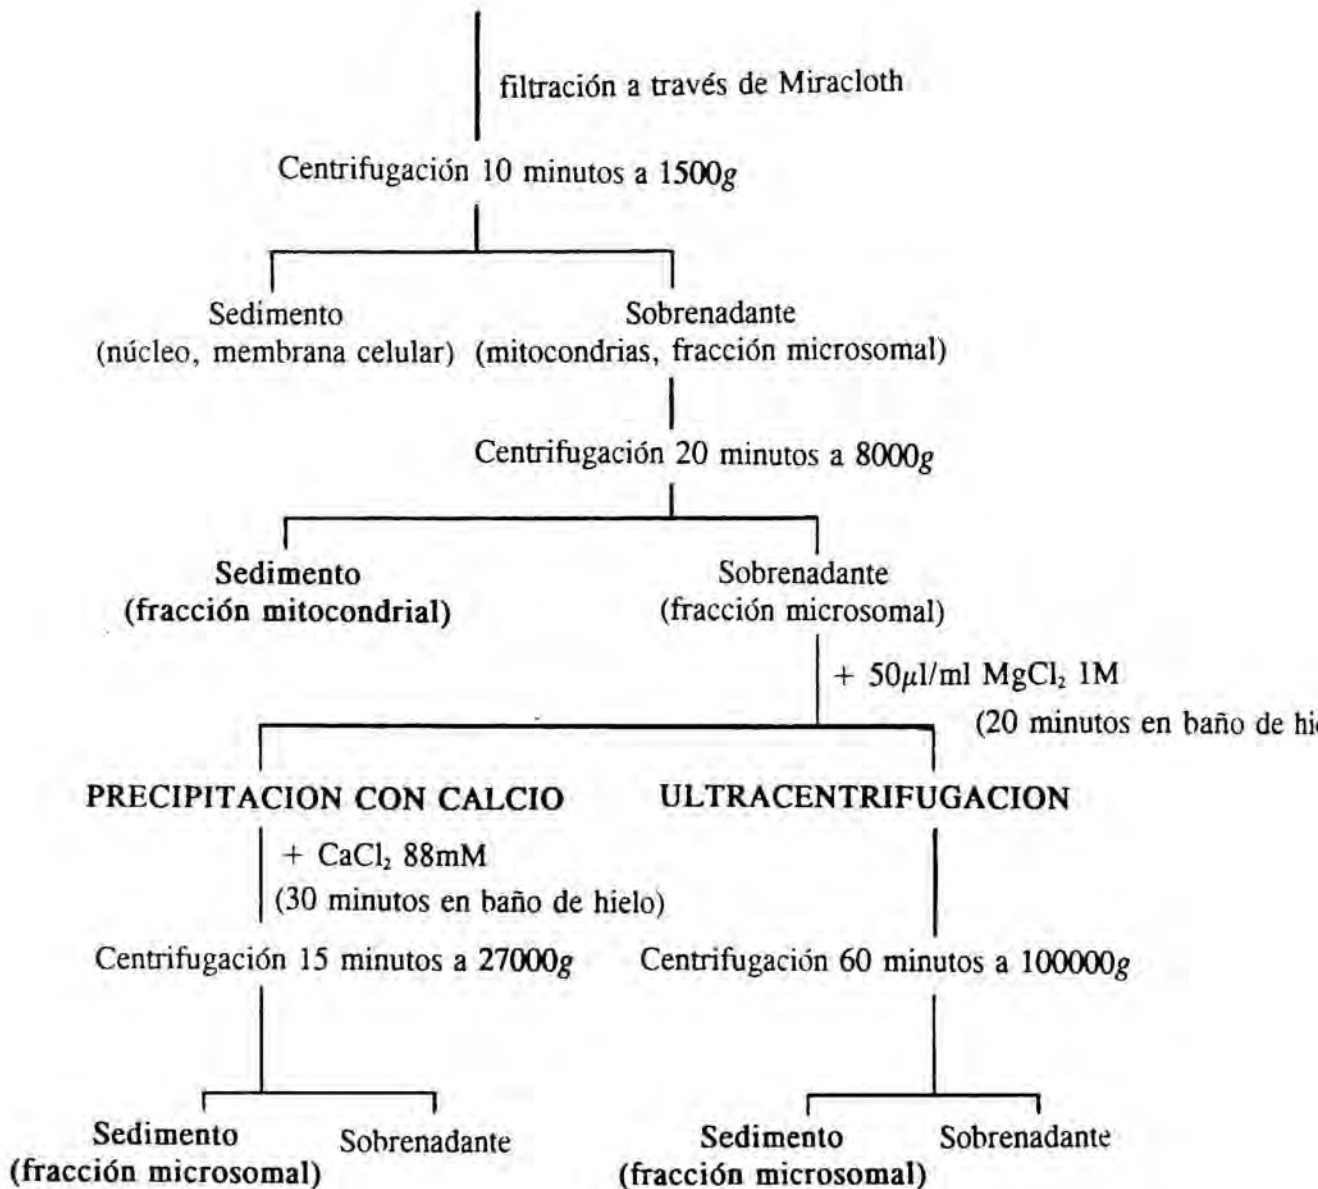 filtración a través de Miracloth
Centrifugación 10 minutos a 1500g
Sedimento
(núcleo, membrana celular)
Sobrenadante
(mitocondrias, fracción microsomal)
Centrifugación 20 minutos a 8000g
Sedimento
(fracción mitocondrial)
Sobrenadante
(fracción microsomal)
+ 50μl/ml MgCl₂ 1M
(20 minutos en baño de
PRECIPITACION CON CALCIO
+ CaCl₂ 88mM
(30 minutos en baño de hielo)
Centrifugación 15 minutos a 27000g
Sedimento
(fracción microsomal)
Sobrenadante
ULTRACENTRIFUGACION
Centrifugación 60 minutos a 100000g
Sedimento
(fracción microsomal)
Sobrenadante